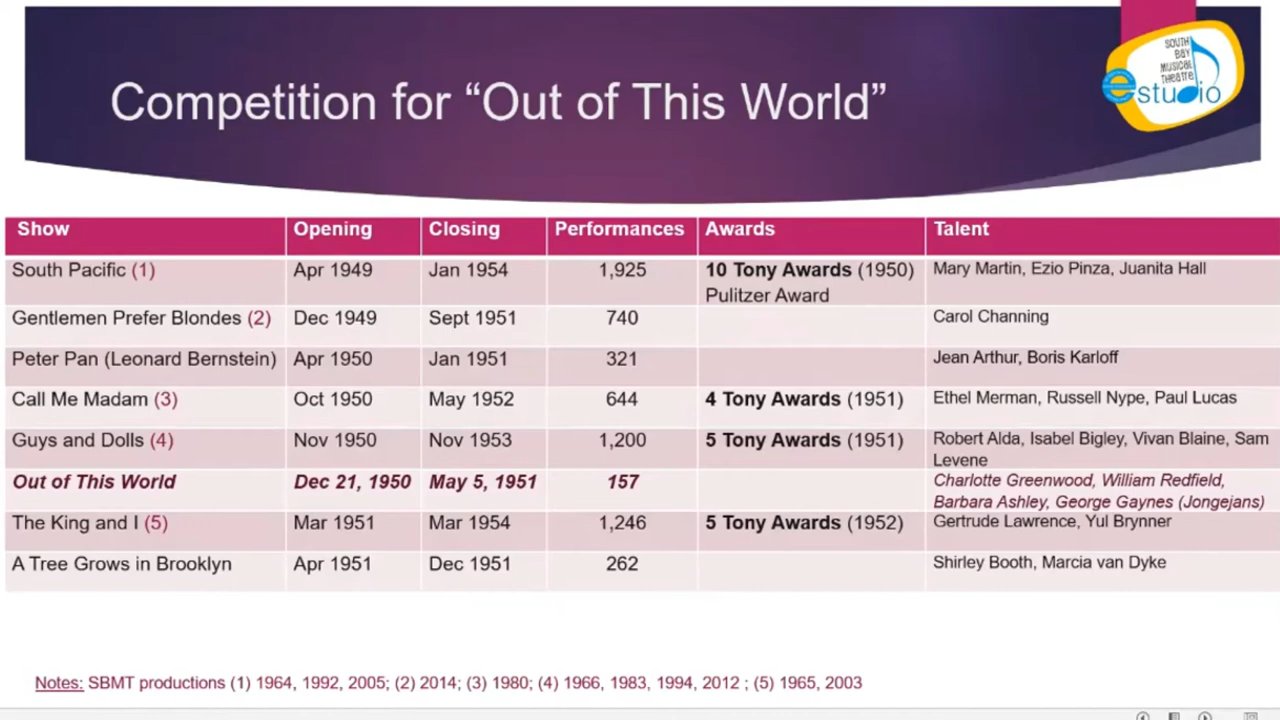 Competition for “Out of This World”
SOUTH
BAY
MUSICAL
THEATRE
estudio
Show Opening Closing Performances Awards Talent
South Pacific (1) Apr 1949 Jan 1954 1,925 10 Tony Awards (1950) Mary Martin, Ezio Pinza, Juanita Hall
Pulitzer Award
Gentlemen Prefer Blondes (2) Dec 1949 Sept 1951 740 Carol Channing
Peter Pan (Leonard Bernstein) Apr 1950 Jan 1951 321 Jean Arthur, Boris Karloff
Call Me Madam (3) Oct 1950 May 1952 644 4 Tony Awards (1951) Ethel Merman, Russell Nype, Paul Lucas
Guys and Dolls (4) Nov 1950 Nov 1953 1,200 5 Tony Awards (1951) Robert Alda, Isabel Bigley, Vivan Blaine, Sam
Levene
Out of This World Dec 21, 1950 May 5, 1951 157 Charlotte Greenwood, William Redfield,
Barbara Ashley, George Gaynes (Jongejans)
The King and I (5) Mar 1951 Mar 1954 1,246 5 Tony Awards (1952) Gertrude Lawrence, Yul Brynner
A Tree Grows in Brooklyn Apr 1951 Dec 1951 262 Shirley Booth, Marcia van Dyke
Notes: SBMT productions (1) 1964, 1992, 2005; (2) 2014; (3) 1980; (4) 1966, 1983, 1994, 2012 ; (5) 1965, 2003